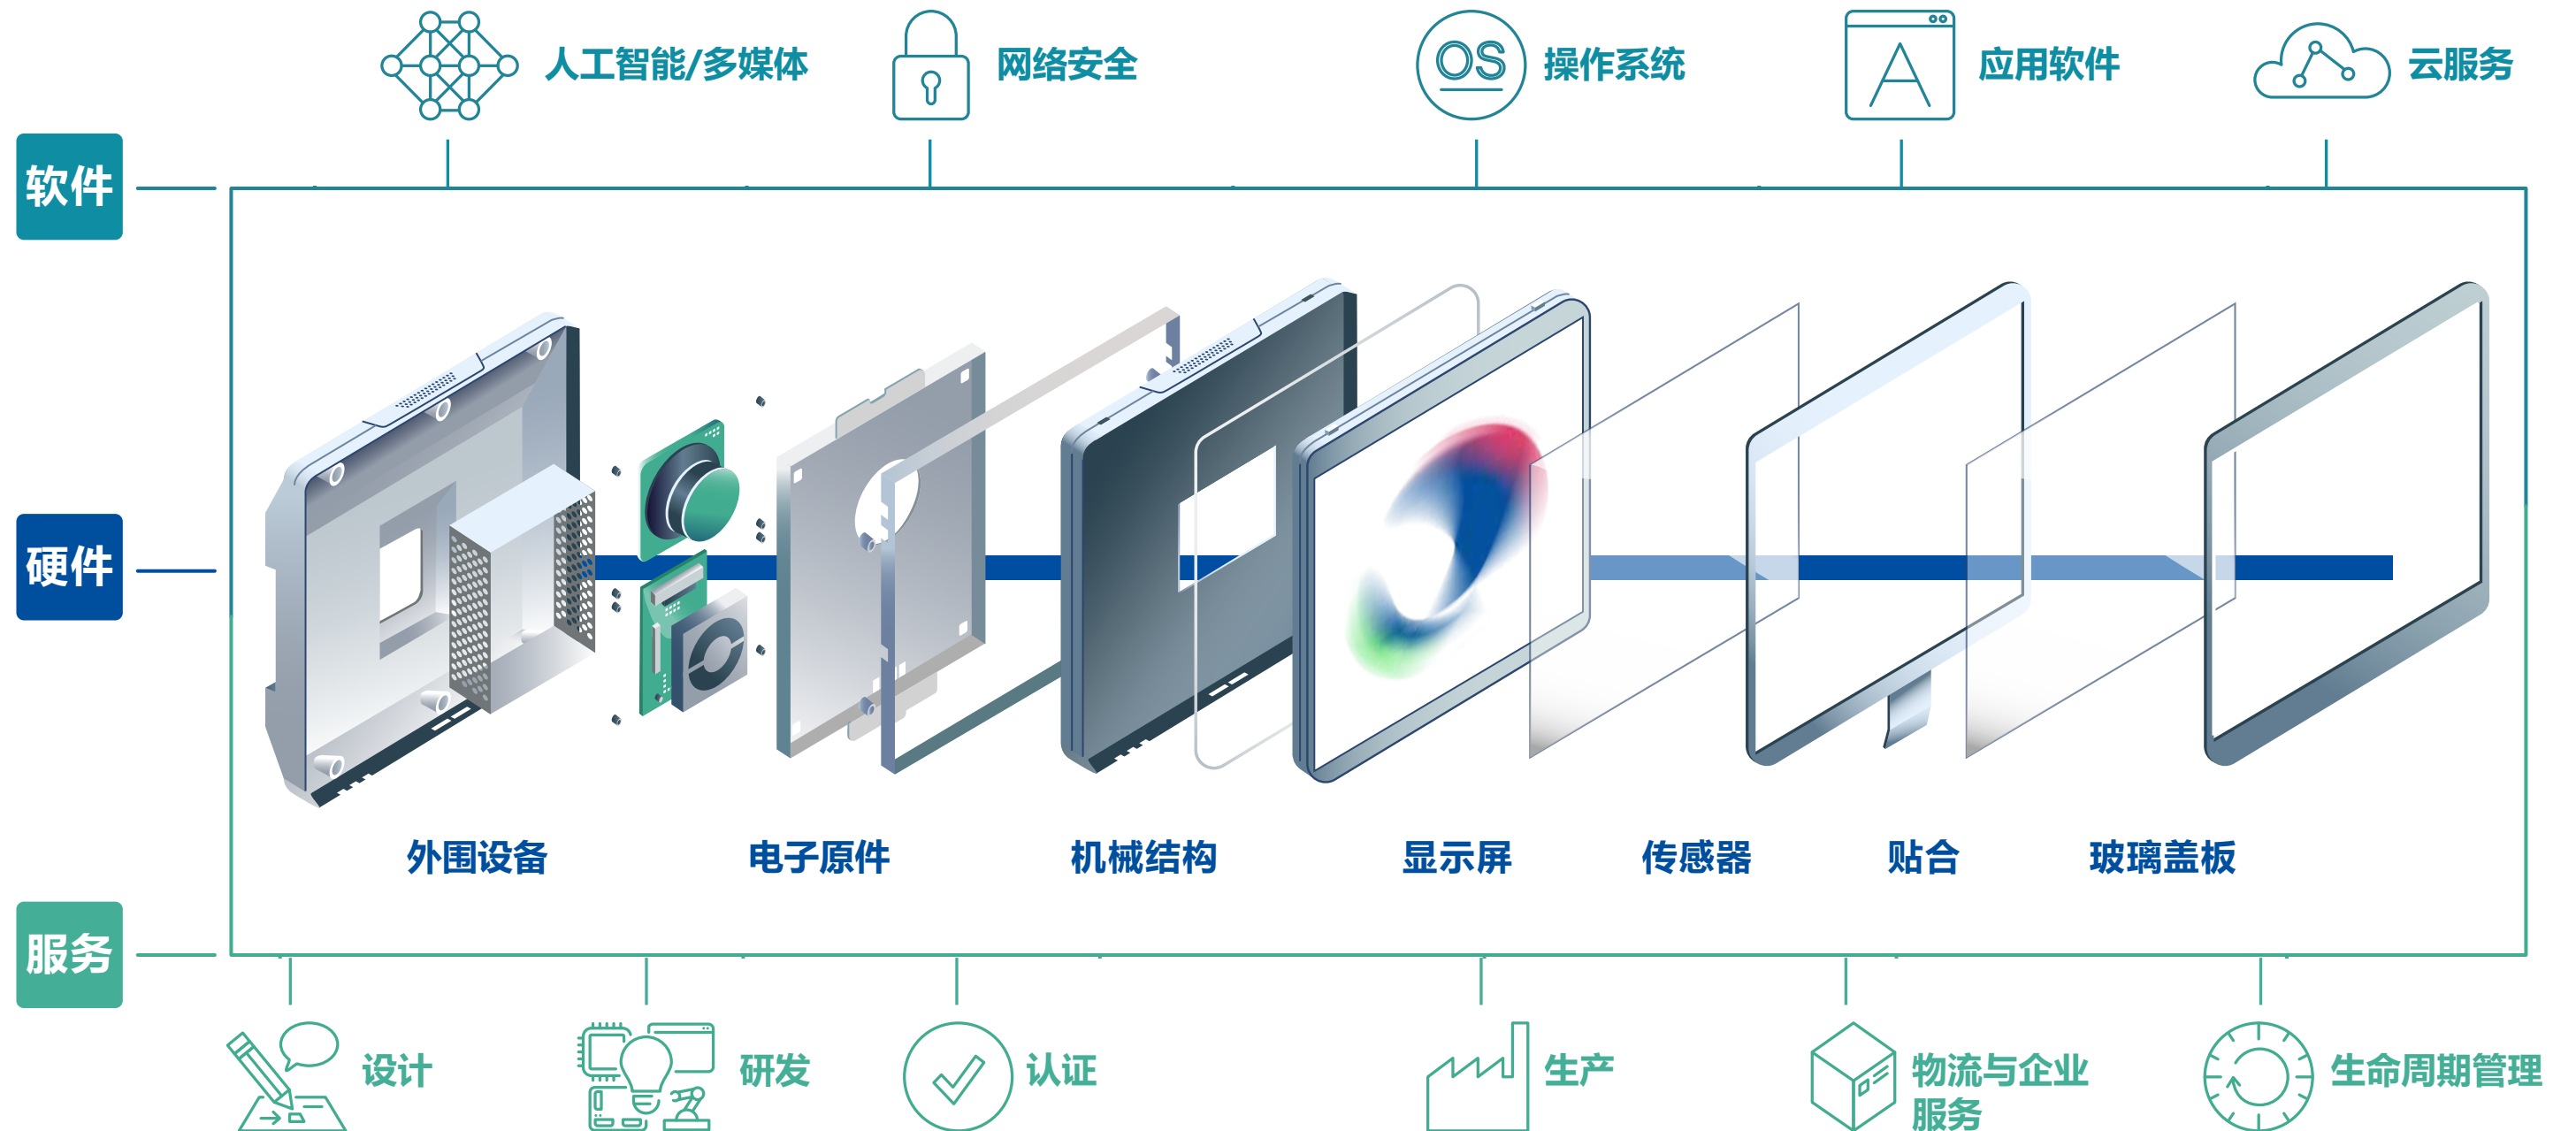 人工智能/多媒体
网络安全
OS
操作系统
A
应用软件
云服务
软件
硬件
外围设备
电子原件
机械结构
显示屏
传感器
贴合
玻璃盖板
服务
设计
研发
认证
生产
物流与企业
服务
生命周期管理